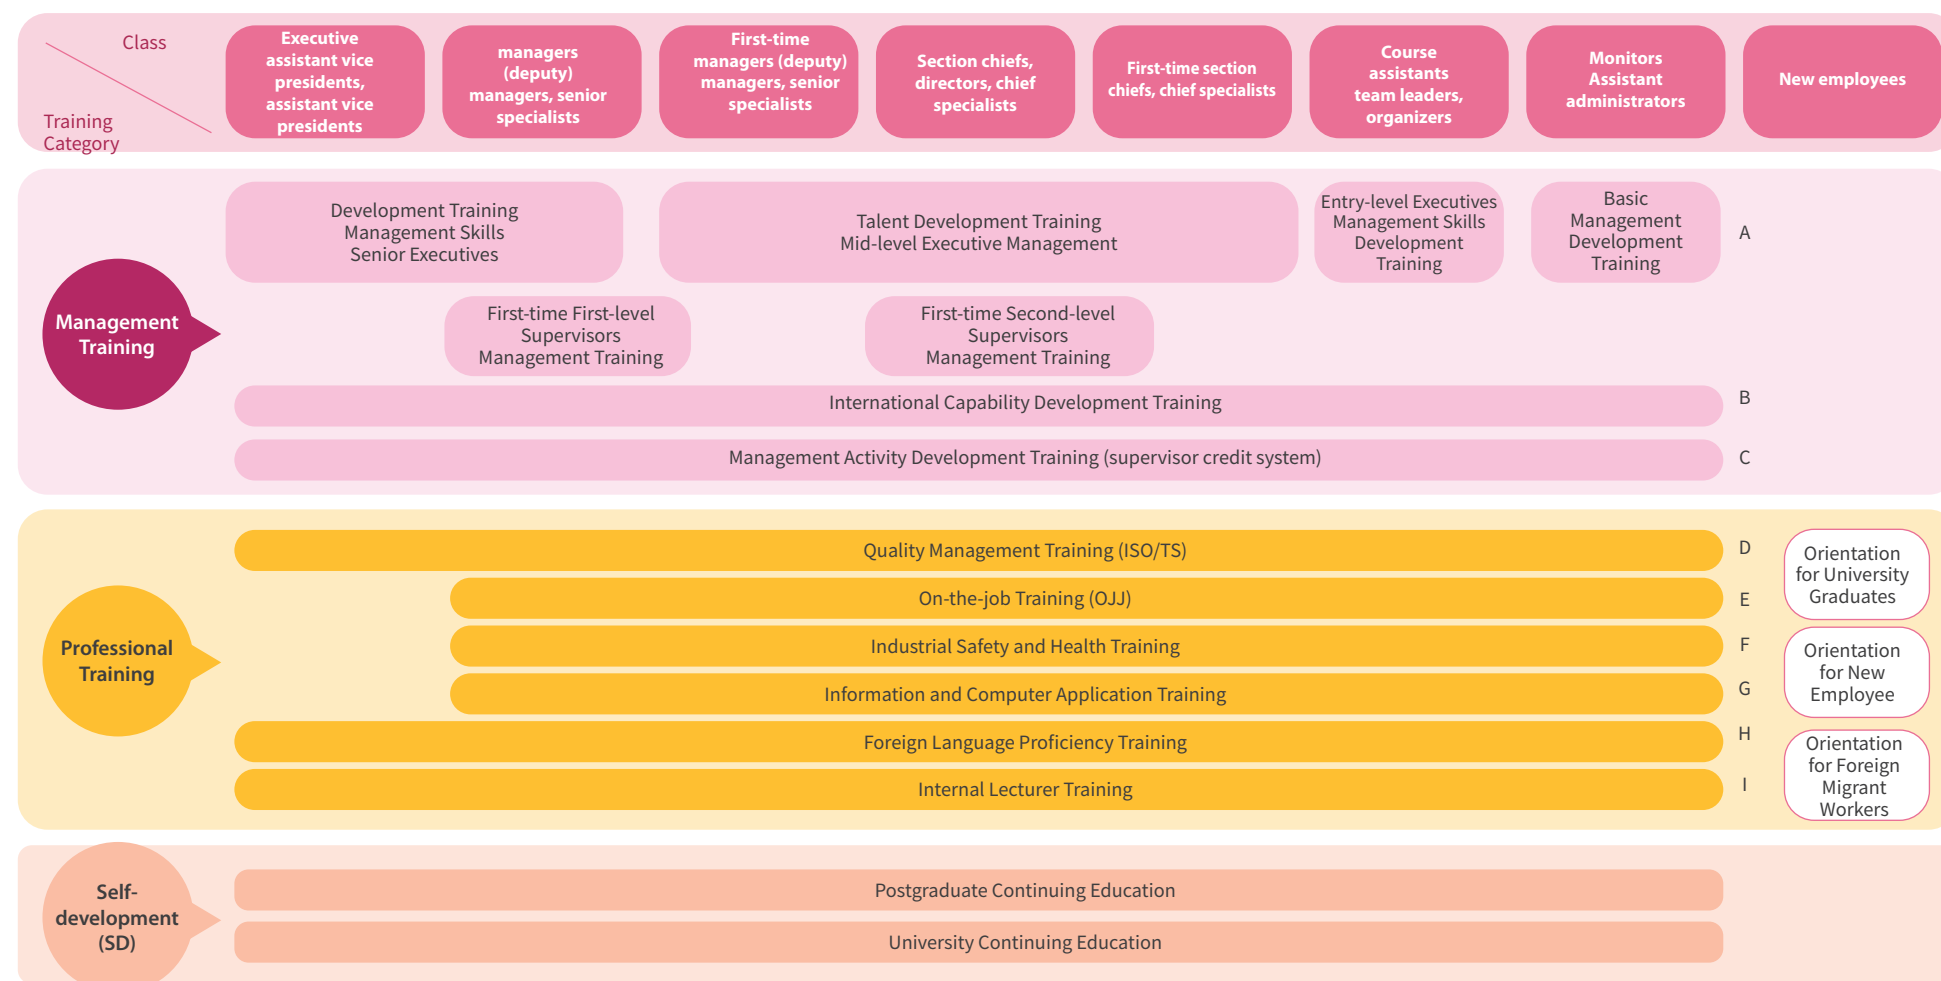 Class
Training
Category
Executive
assistant vice
presidents,
assistant vice
presidents
managers
(deputy)
managers, senior
specialists
First-time
managers (deputy)
managers, senior
specialists
Section chiefs,
directors, chief
specialists
First-time section
chiefs, chief specialists
Course
assistants
team leaders,
organizers
Monitors
Assistant
administrators
New employees
Management
Training
Development Training
Management Skills
Senior Executives
Talent Development Training
Mid-level Executive Management
Entry-level Executives
Management Skills
Development
Training
Basic
Management
Development
Training
A
First-time First-level
Supervisors
Management Training
First-time Second-level
Supervisors
Management Training
International Capability Development Training
B
Management Activity Development Training (supervisor credit system)
C
Professional
Training
Quality Management Training (ISO/TS)
D
On-the-job Training (OJJ)
E
Industrial Safety and Health Training
F
Information and Computer Application Training
G
Foreign Language Proficiency Training
H
Internal Lecturer Training
I
Orientation
for University
Graduates
Orientation
for New
Employee
Orientation
for Foreign
Migrant
Workers
Self-
development
(SD)
Postgraduate Continuing Education
University Continuing Education